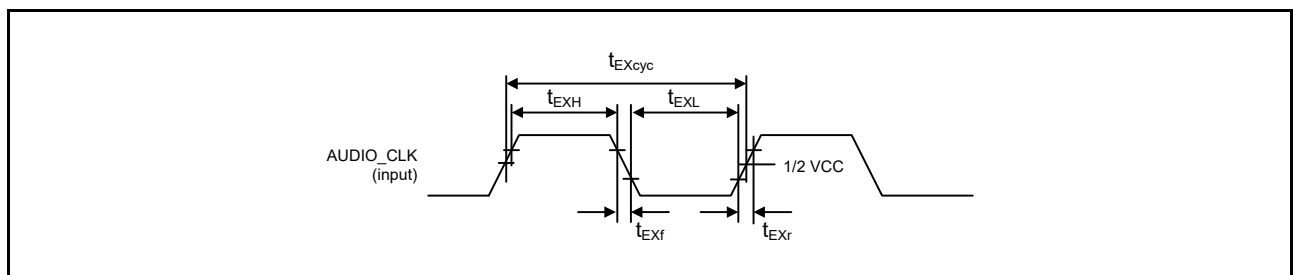 tEXcyc
tEXH tEXL
AUDIO_CLK
(input)
1/2 VCC
tEXf tEXr